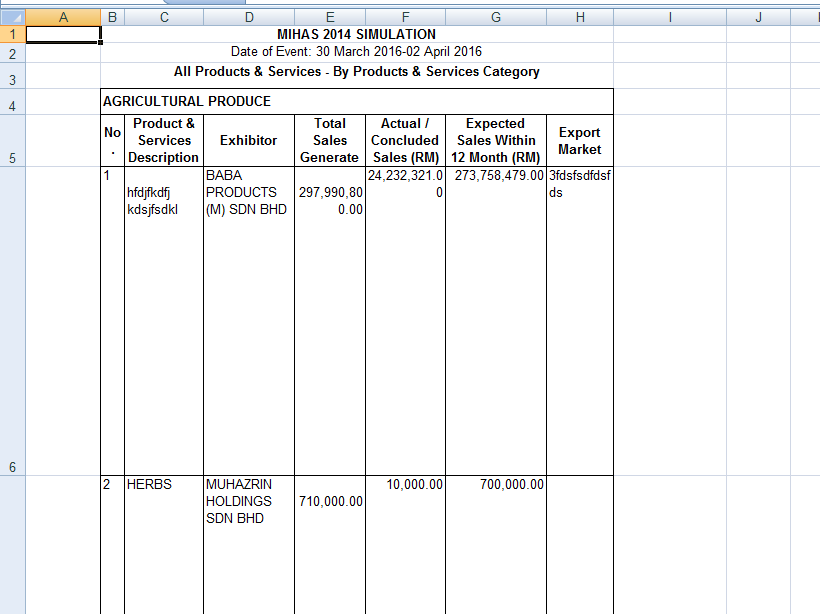 A B C D E F G H I J
1 MIHAS 2014 SIMULATION
2 Date of Event: 30 March 2016-02 April 2016
3 All Products & Services - By Products & Services Category
4 AGRICULTURAL PRODUCE
5
No
.
Product &
Services
Description
Exhibitor
Total
Sales
Generate
Actual /
Concluded
Sales (RM)
Expected
Sales Within
12 Month (RM)
Export
Market
6
1
hfdjfkdfj
kdsjfsdkl
BABA
PRODUCTS
(M) SDN BHD
297,990,80
0.00
24,232,321.0
0
273,758,479.00
3fdsfsdfdsf
ds
2
HERBS
MUHAZRIN
HOLDINGS
SDN BHD
710,000.00
10,000.00
700,000.00